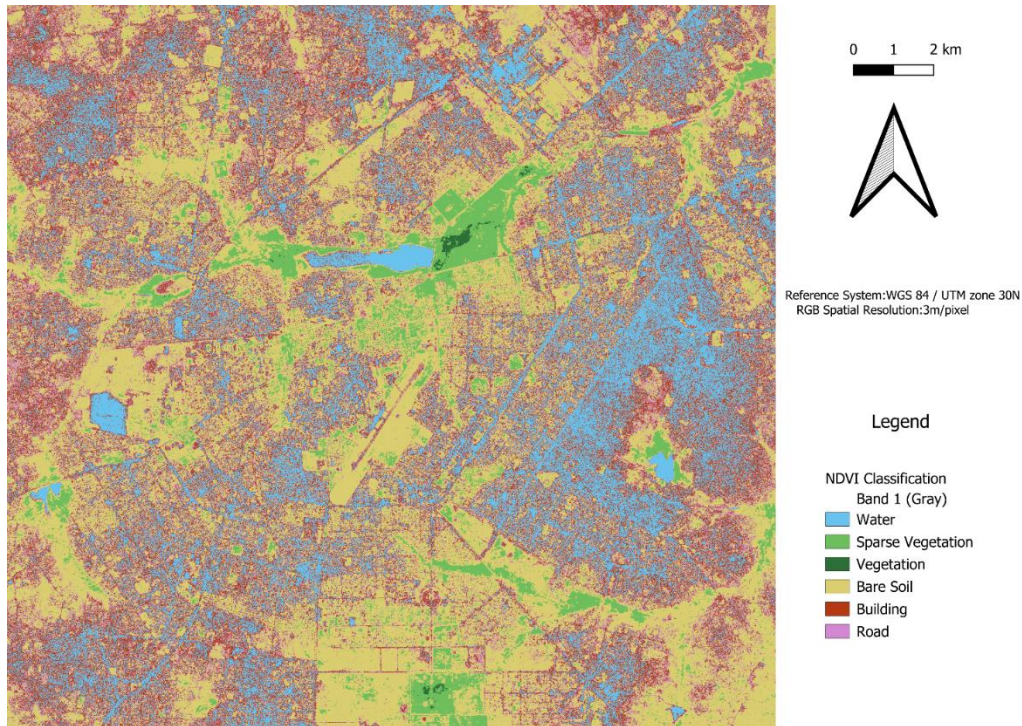 0 1 2 km
Reference System:WGS 84 / UTM zone 30N
RGB Spatial Resolution:3m/pixel
Legend
NDVI Classification
Band 1 (Gray)
Water
Sparse Vegetation
Vegetation
Bare Soil
Building
Road